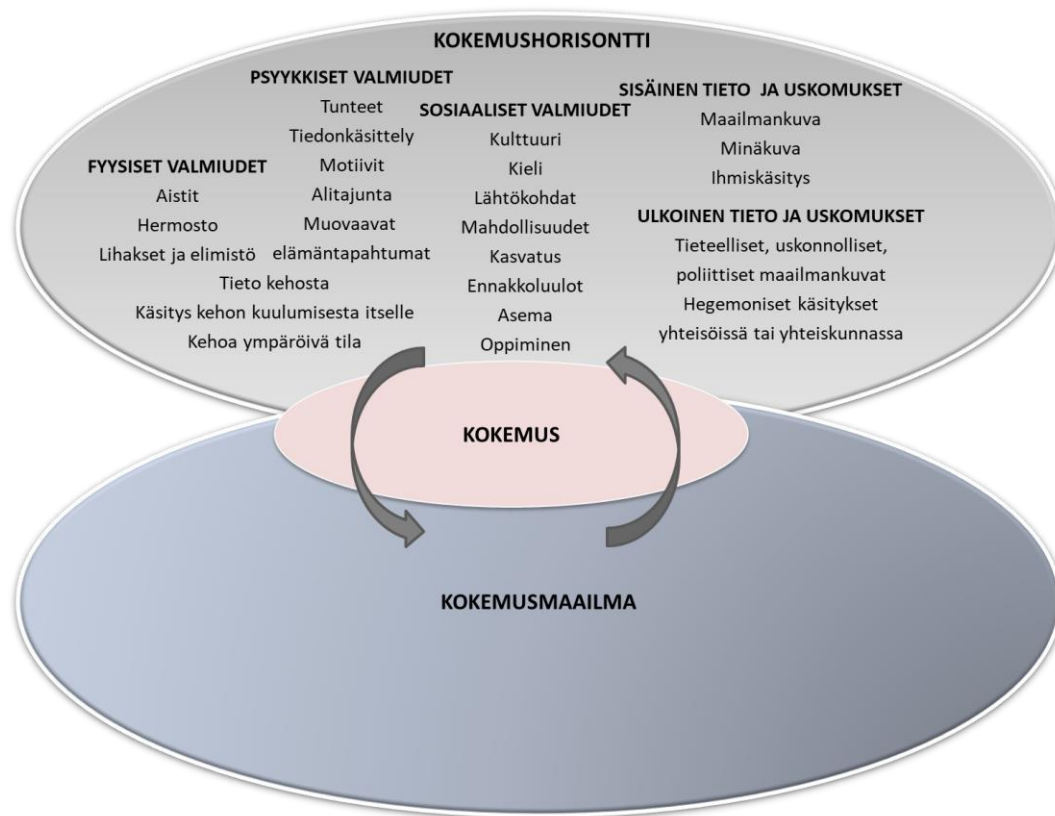 KOKEMUSHORISONTTI
FYYSISET VALMIUDET
Aistit
Hermosto
Lihakset ja elimistö
Tieto kehosta
Käsitys kehon kuulumisesta itselle
Kehoa ympäröivä tila
PSYYKKISET VALMIUDET
Tunteet
Tiedonkäsittely
Motiivit
Alitajunta
Muovaavat
elämäntapahtumat
SOSIAALISET VALMIUDET
Kulttuuri
Kieli
Lähtökohdat
Mahdollisuudet
Kasvatus
Ennakkoluulot
Asema
Oppiminen
SISÄINEN TIETO JA USKOMUKSET
Maailmankuva
Minäkuva
Ihmiskäsitys
ULKOINEN TIETO JA USKOMUKSET
Tieteelliset, uskonnolliset,
poliittiset maailmankuvat
Hegemoniset käsitykset
yhteisöissä tai yhteiskunnassa
KOKEMUS
KOKEMUSMAAILMA